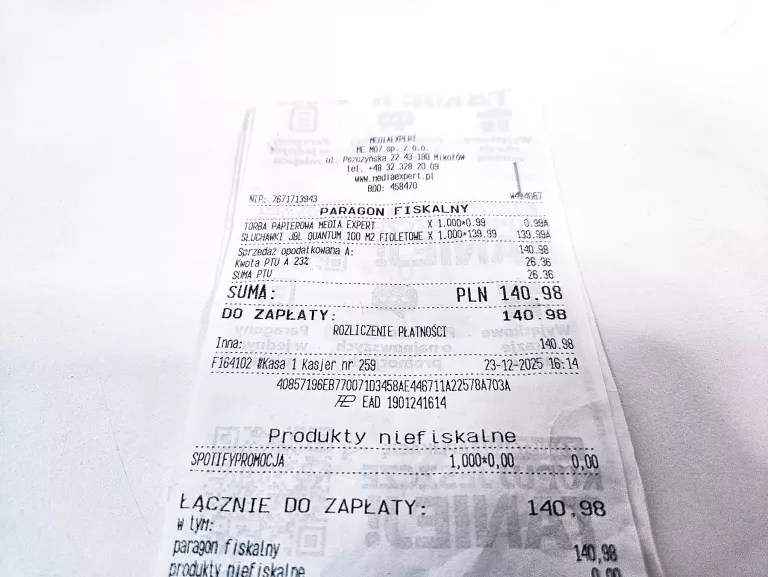 MEDIAEXPERT
ME M07 sp. z o.o.
ul. Pszczyńska 22 43-190 Mikołów
tel. +48 32 328 20 09
www.mediaexpert.pl
BDO: 458470
NIP: 7671713943 W494067
PARAGON FISKALNY
TORBA PAPIEROWA MEDIA EXPERT X 1.000*0.99 0.99A
SŁUCHAWKI JBL QUANTUM 100 M2 FIOLETOWE X 1.000*139.99 139.99A
Sprzedaż opodatkowana A: 140.98
Kwota PTU A 23% 26.36
SUMA PTU 26.36
SUMA: PLN 140.98
DO ZAPŁATY: 140.98
ROZLICZENIE PŁATNOŚCI
Inna: 140.98
F164102 #Kasa 1 Kasjer nr 259 23-12-2025 16:14
40857196EB770071D3458AE446711A22578A703A
EAD 1901241614
Produkty niefiskalne
SPOTIFYPROMOCJA 1,000*0,00 0,00
ŁĄCZNIE DO ZAPŁATY: 140,98
w tym:
paragon fiskalny 140,98
produkty niefiskalne 0,00